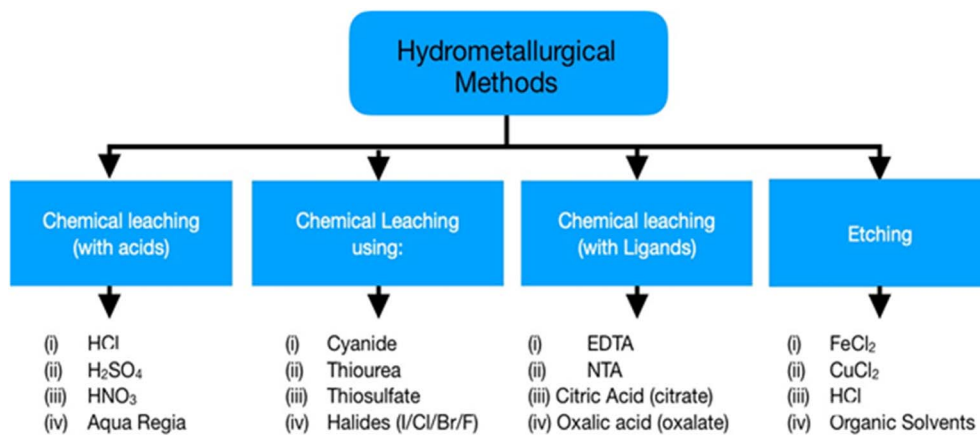 Hydrometallurgical
Methods
Chemical leaching
(with acids)
Chemical Leaching
using:
Chemical leaching
(with Ligands)
Etching
(i) HCl
(ii) H₂SO₄
(iii) HNO₃
(iv) Aqua Regia
(i) Cyanide
(ii) Thiourea
(iii) Thiosulfate
(iv) Halides (I/Cl/Br/F)
(i) EDTA
(ii) NTA
(iii) Citric Acid (citrate)
(iv) Oxalic acid (oxalate)
(i) FeCl₂
(ii) CuCl₂
(iii) HCl
(iv) Organic Solvents